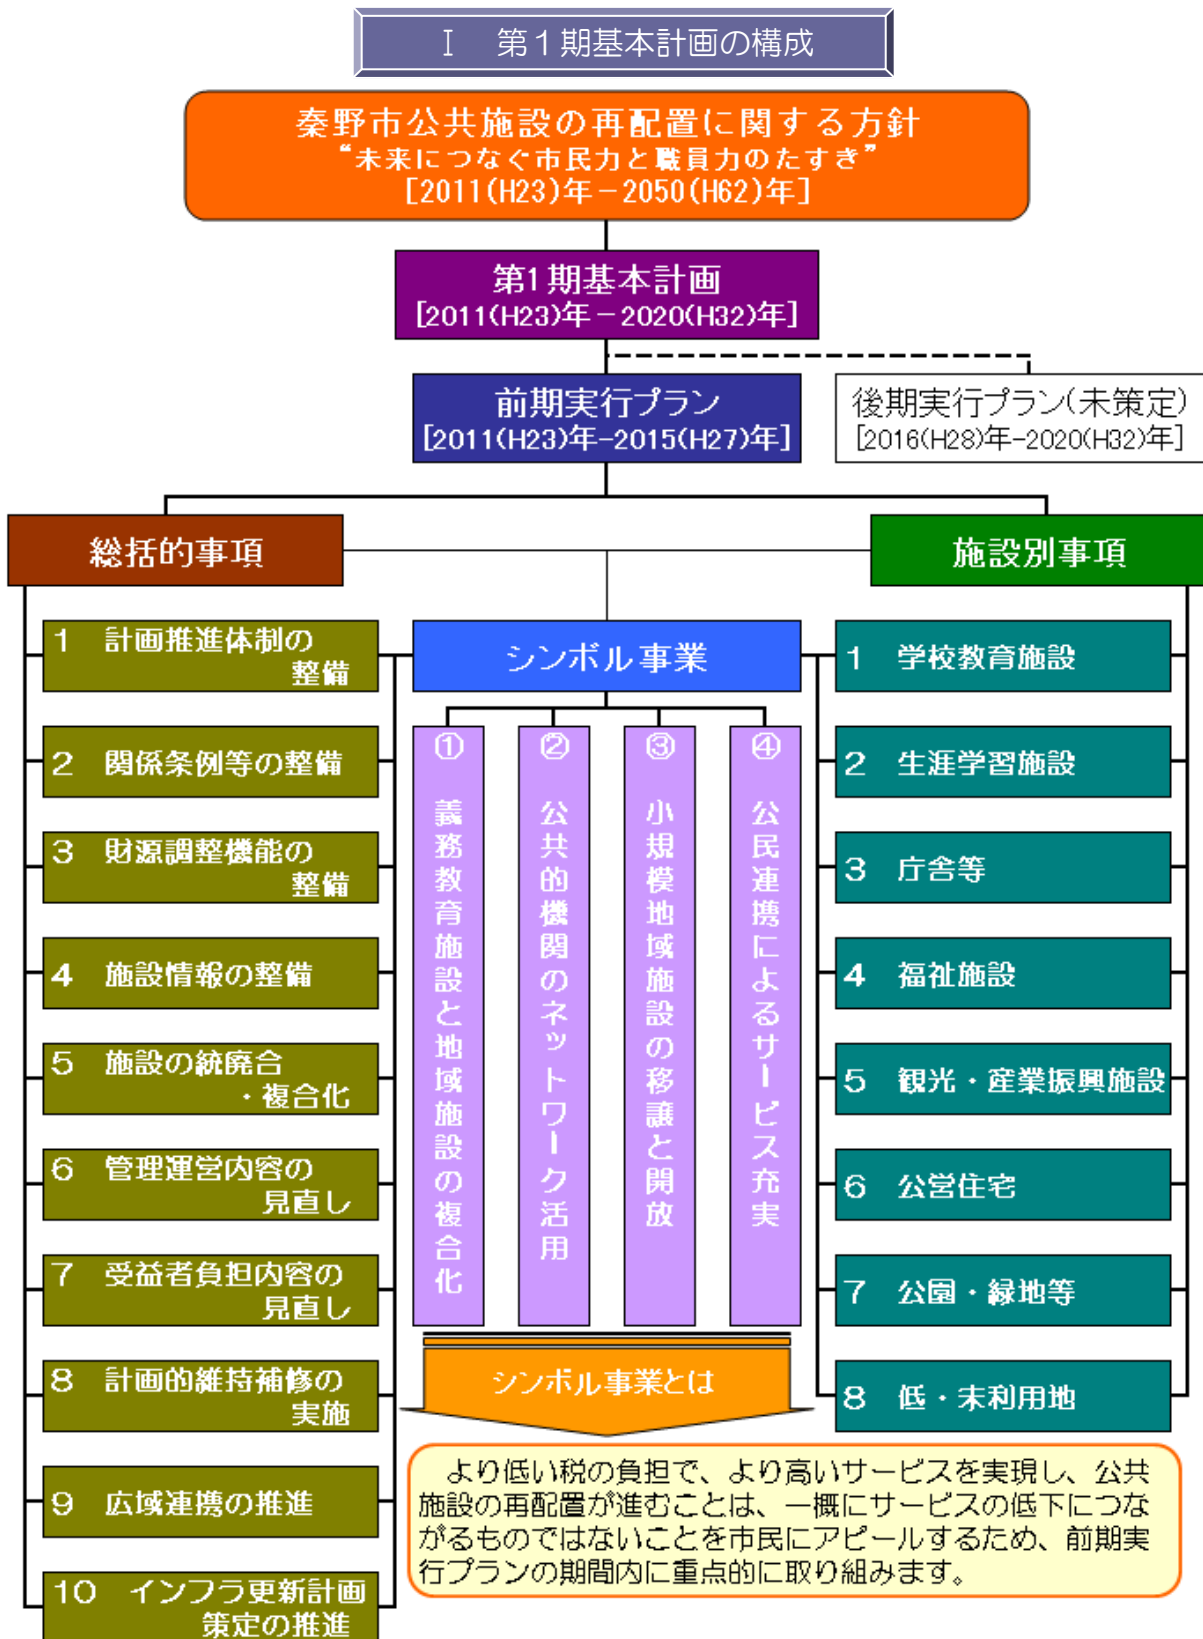 Ⅰ 第1期基本計画の構成
秦野市公共施設の再配置に関する方針
“未来につなぐ市民力と職員力のたすき”
[2011(H23)年－2050(H62)年]
第1期基本計画
[2011(H23)年－2020(H32)年]
前期実行プラン
[2011(H23)年-2015(H27)年]
後期実行プラン(未策定)
[2016(H28)年-2020(H32)年]
総括的事項
施設別事項
1 計画推進体制の
整備
2 関係条例等の整備
3 財源調整機能の
整備
4 施設情報の整備
5 施設の統廃合
・複合化
6 管理運営内容の
見直し
7 受益者負担内容の
見直し
8 計画的維持補修の
実施
9 広域連携の推進
10 インフラ更新計画
策定の推進
シンボル事業
① 義務教育施設と地域施設の複合化
② 公共的機関のネットワーク活用
③ 小規模地域施設の移譲と開放
④ 公民連携によるサービス充実
1 学校教育施設
2 生涯学習施設
3 庁舎等
4 福祉施設
5 観光・産業振興施設
6 公営住宅
7 公園・緑地等
8 低・未利用地
シンボル事業とは
より低い税の負担で、より高いサービスを実現し、公共
施設の再配置が進むことは、一概にサービスの低下につな
がるものではないことを市民にアピールするため、前期実
行プランの期間内に重点的に取り組みます。